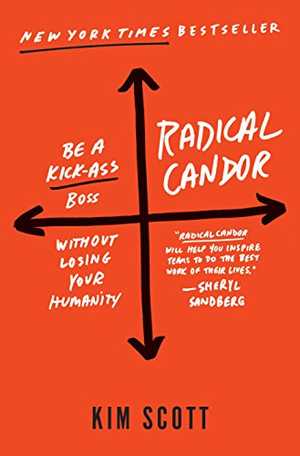 NEW YORK TIMES BESTSELLER
RADICAL
CANDOR
BE A
KICK-ASS
BOSS
WITHOUT
LOSING
YOUR
HUMANITY
"RADICAL CANDOR
WILL HELP YOU INSPIRE
TEAMS TO DO THE BEST
WORK OF THEIR LIVES."
—SHERYL
SANDBERG
KIM SCOTT